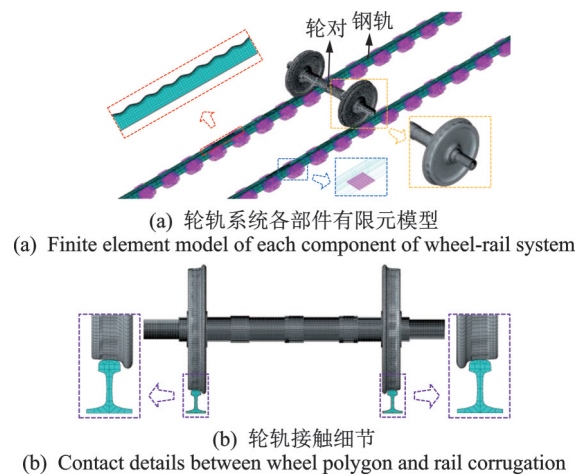 轮对
钢轨
(a) 轮轨系统各部件有限元模型
(a) Finite element model of each component of wheel-rail system
(b) 轮轨接触细节
(b) Contact details between wheel polygon and rail corrugation